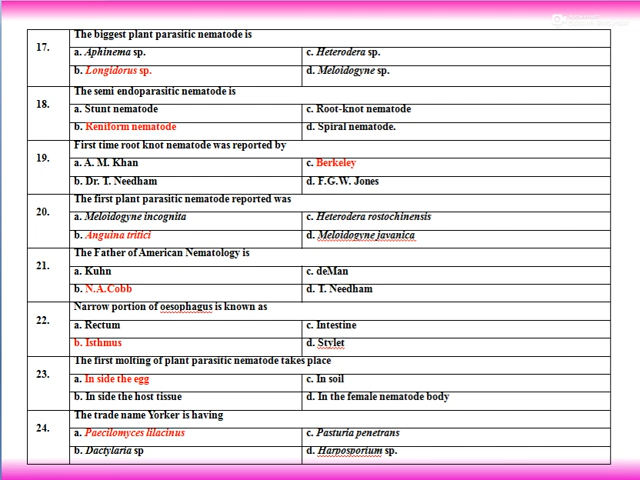 17.
The biggest plant parasitic nematode is
a. Aphinema sp.
c. Heterodera sp.
b. Longidorus sp.
d. Meloidogyne sp.
18.
The semi endoparasitic nematode is
a. Stunt nematode
c. Root-knot nematode
b. Reniform nematode
d. Spiral nematode.
19.
First time root knot nematode was reported by
a. A. M. Khan
c. Berkeley
b. Dr. T. Needham
d. F.G.W. Jones
20.
The first plant parasitic nematode reported was
a. Meloidogyne incognita
c. Heterodera rostochinensis
b. Anguina tritici
d. Meloidogyne javanica
21.
The Father of American Nematology is
a. Kuhn
c. deMan
b. N.A.Cobb
d. T. Needham
22.
Narrow portion of oesophagus is known as
a. Rectum
c. Intestine
b. Isthmus
d. Stylet
23.
The first molting of plant parasitic nematode takes place
a. In side the egg
c. In soil
b. In side the host tissue
d. In the female nematode body
24.
The trade name Yorker is having
a. Paecilomyces lilacinus
c. Pasturia penetrans
b. Dactylaria sp
d. Harposporium sp.